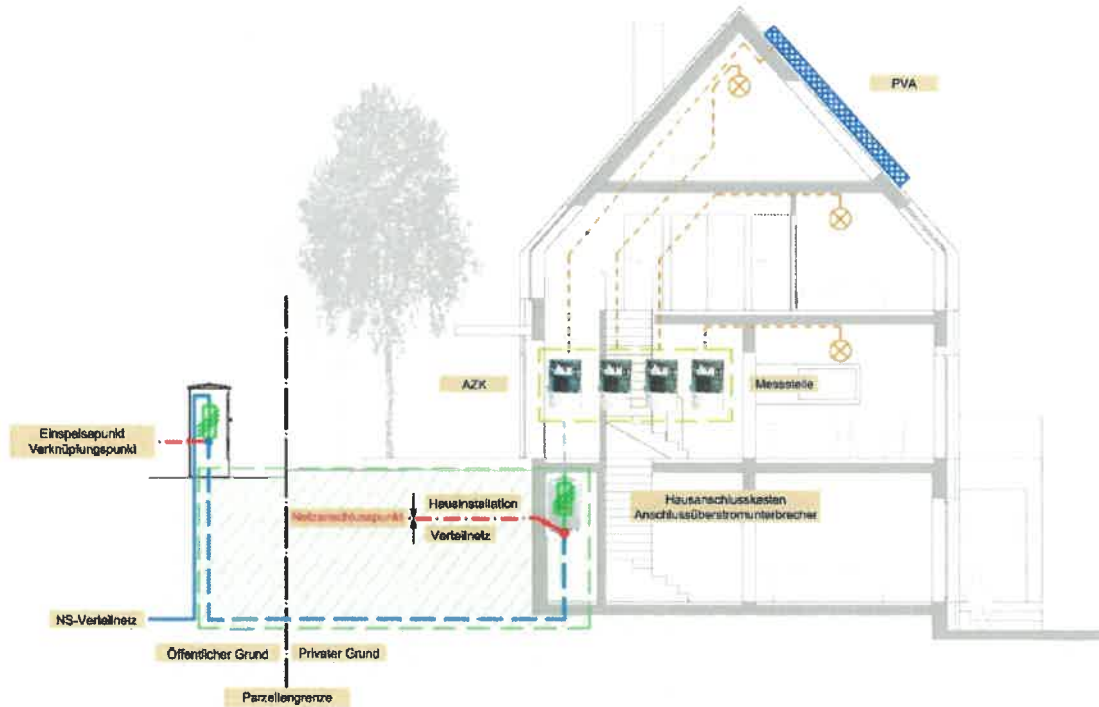 PVA
AZK
Messstelle
Einspeisepunkt
Verknüpfungspunkt
Netzanschlusspunkt
Hausinstallation
Verteilnetz
Hausanschlusskasten
Anschlussüberstromunterbrecher
NS-Verteilnetz
Öffentlicher Grund
Privater Grund
Parzellengrenze